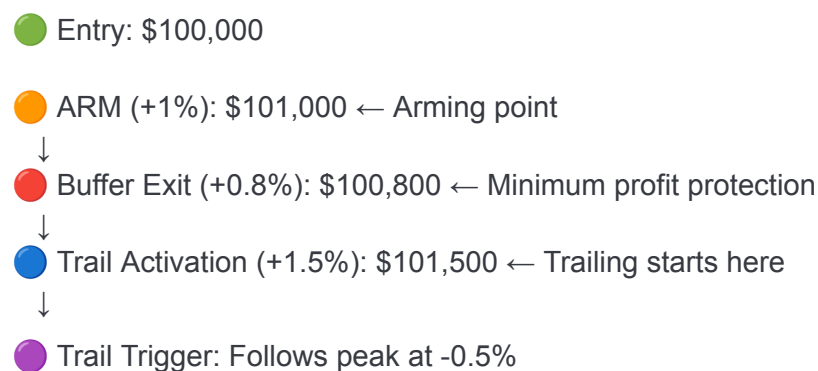 🟢 Entry: $100,000
🟠 ARM (+1%): $101,000 ← Arming point
↓
🔴 Buffer Exit (+0.8%): $100,800 ← Minimum profit protection
↓
🔵 Trail Activation (+1.5%): $101,500 ← Trailing starts here
↓
🟣 Trail Trigger: Follows peak at -0.5%